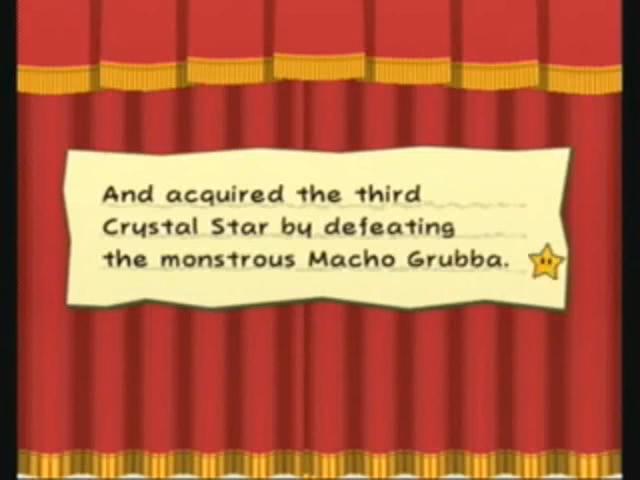 And acquired the third
Crystal Star by defeating
the monstrous Macho Grubba.